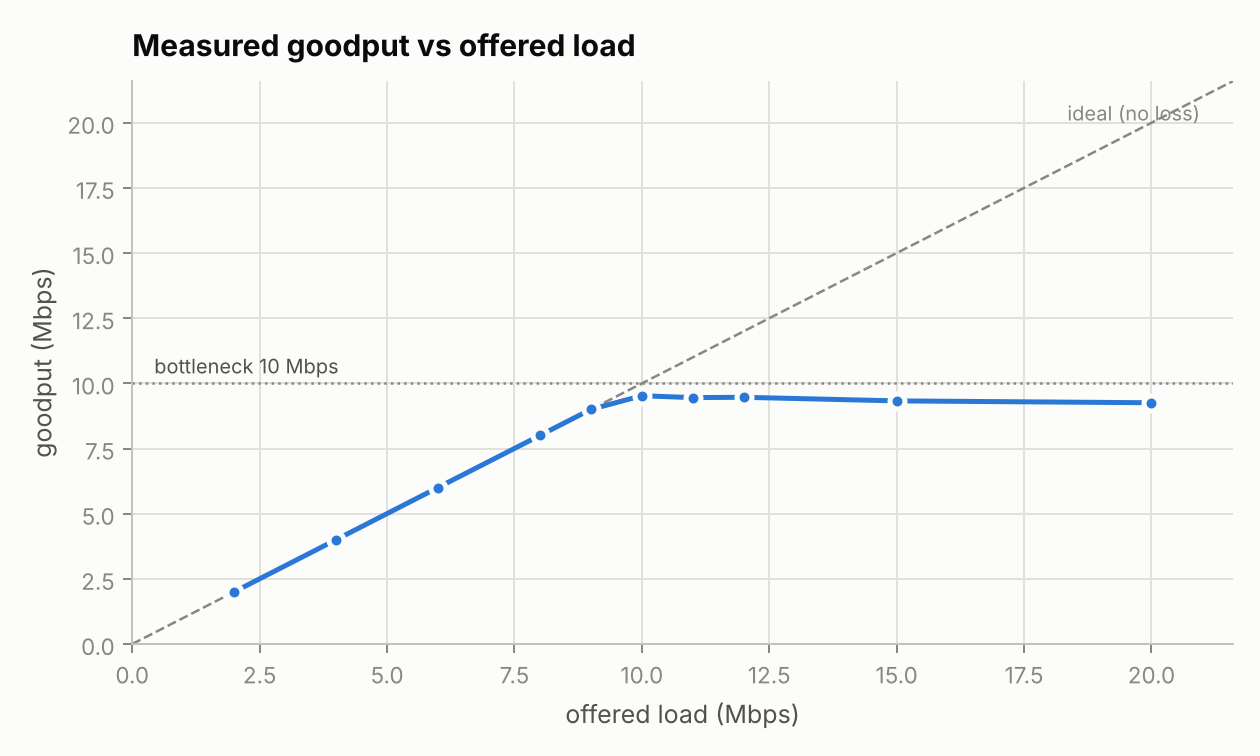 Measured goodput vs offered load
ideal (no loss)
20.0
17.5
15.0
12.5
bottleneck 10 Mbps
10.0
7.5
5.0
2.5
0.0
goodput (Mbps)
0.0 2.5 5.0 7.5 10.0 12.5 15.0 17.5 20.0
offered load (Mbps)